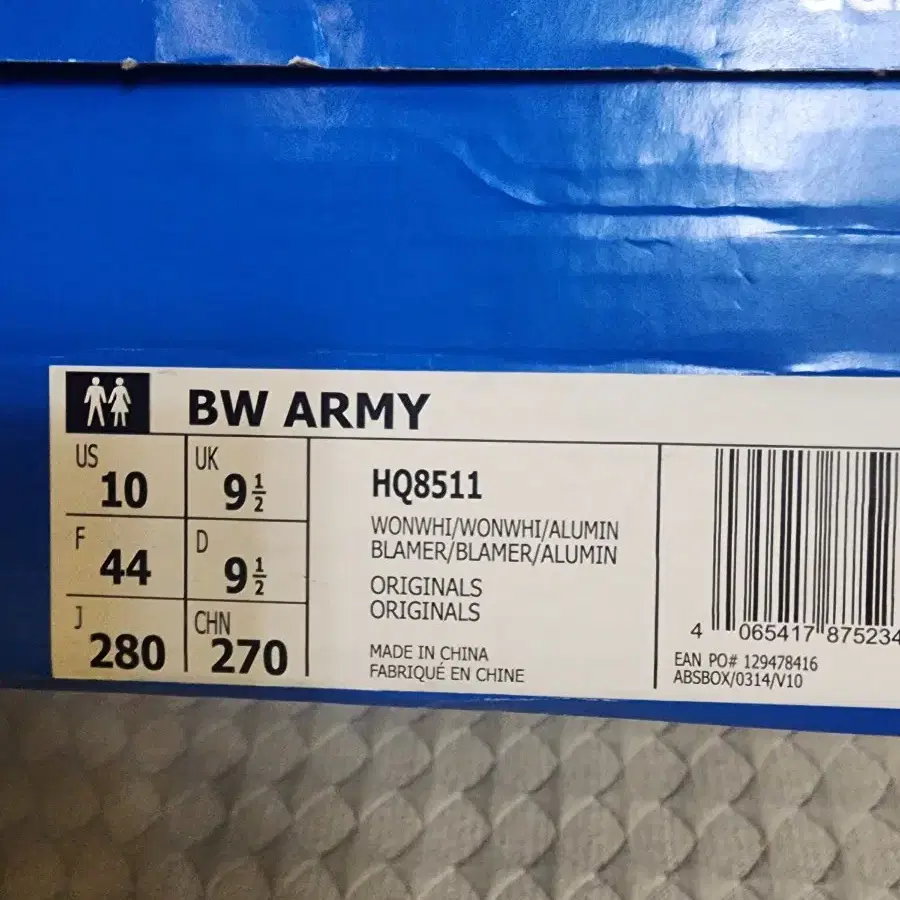 BW ARMY
US 10 UK 9 1/2
F 44 D 9 1/2
J 280 CHN 270
HQ8511
WONWHI/WONWHI/ALUMIN
BLAMER/BLAMER/ALUMIN
ORIGINALS
ORIGINALS
MADE IN CHINA
FABRIQUÉ EN CHINE
4 065417 875234
EAN PO# 129478416
ABSBOX/0314/V10